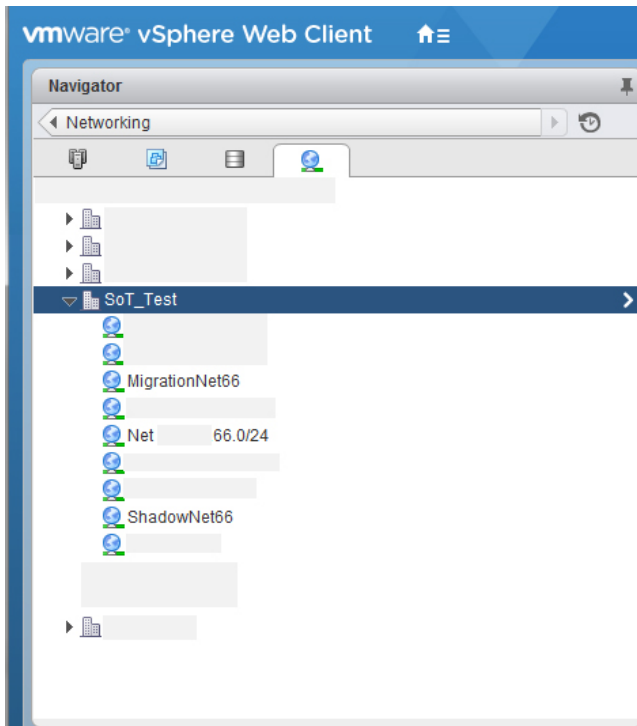 vmware® vSphere Web Client
Navigator
Networking
SoT_Test
MigrationNet66
Net 66.0/24
ShadowNet66